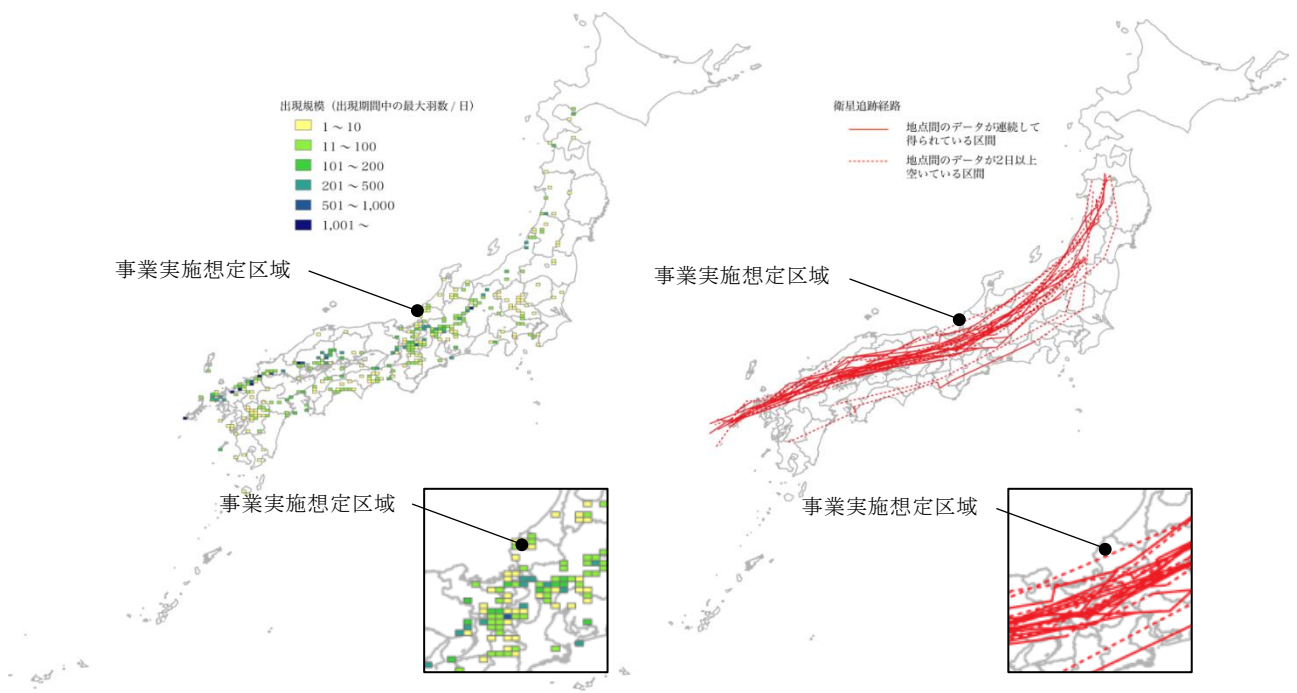 出現規模（出現期間中の最大羽数 / 日）
1 ～ 10
11 ～ 100
101 ～ 200
201 ～ 500
501 ～ 1,000
1,001 ～
事業実施想定区域
事業実施想定区域
衛星追跡経路
地点間のデータが連続して
得られている区間
地点間のデータが2日以上
空いている区間
事業実施想定区域
事業実施想定区域